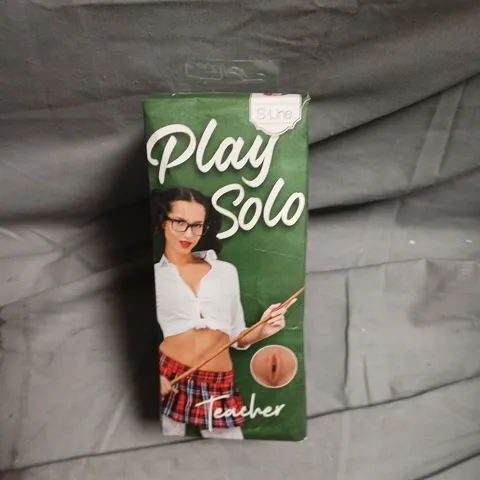 S-Line
Play
Solo
Teacher